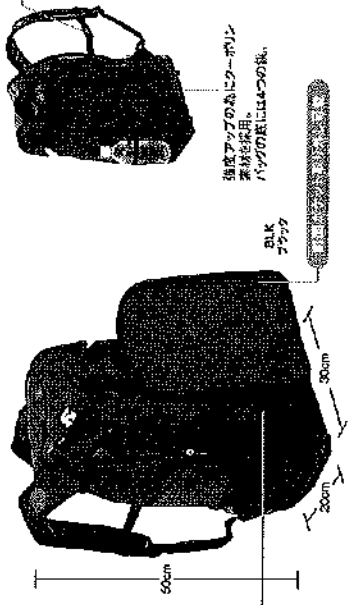 強度アップの為にターポリン
素材を採用。
バッグの底には4つの鋲。
BLK
ブラック
50cm
20cm
30cm